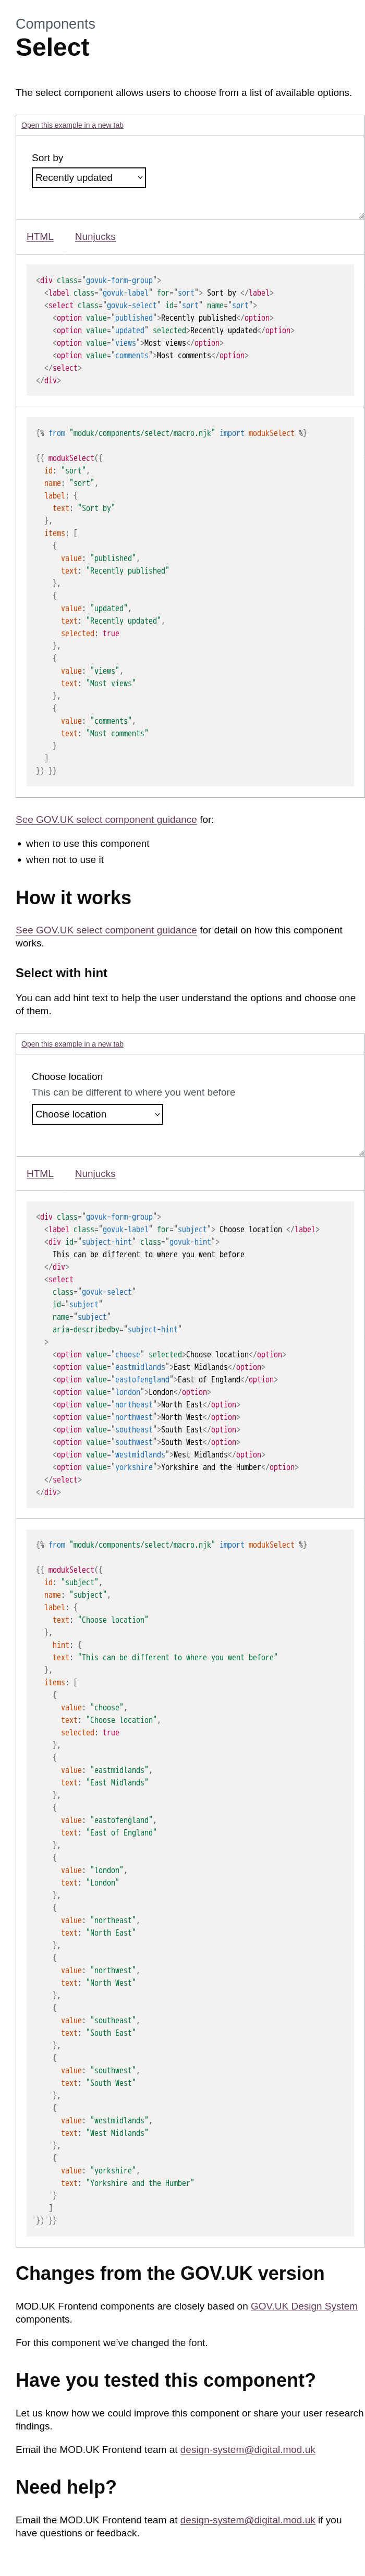 Components
Select
The select component allows users to choose from a list of available options.
Open this example in a new tab
Sort by
Recently updated
HTML Nunjucks
<div class="govuk-form-group">
  <label class="govuk-label" for="sort"> Sort by </label>
  <select class="govuk-select" id="sort" name="sort">
    <option value="published">Recently published</option>
    <option value="updated" selected>Recently updated</option>
    <option value="views">Most views</option>
    <option value="comments">Most comments</option>
  </select>
</div>
{% from "moduk/components/select/macro.njk" import modukSelect %}
{{ modukSelect({
  id: "sort",
  name: "sort",
  label: {
    text: "Sort by"
  },
  items: [
    {
      value: "published",
      text: "Recently published"
    },
    {
      value: "updated",
      text: "Recently updated",
      selected: true
    },
    {
      value: "views",
      text: "Most views"
    },
    {
      value: "comments",
      text: "Most comments"
    }
  ]
}) }}
See GOV.UK select component guidance for:
• when to use this component
• when not to use it
How it works
See GOV.UK select component guidance for detail on how this component
works.
Select with hint
You can add hint text to help the user understand the options and choose one
of them.
Open this example in a new tab
Choose location
This can be different to where you went before
Choose location
HTML Nunjucks
<div class="govuk-form-group">
  <label class="govuk-label" for="subject"> Choose location </label>
  <div id="subject-hint" class="govuk-hint">
    This can be different to where you went before
  </div>
  <select
    class="govuk-select"
    id="subject"
    name="subject"
    aria-describedby="subject-hint"
  >
    <option value="choose" selected>Choose location</option>
    <option value="eastmidlands">East Midlands</option>
    <option value="eastofengland">East of England</option>
    <option value="london">London</option>
    <option value="northeast">North East</option>
    <option value="northwest">North West</option>
    <option value="southeast">South East</option>
    <option value="southwest">South West</option>
    <option value="westmidlands">West Midlands</option>
    <option value="yorkshire">Yorkshire and the Humber</option>
  </select>
</div>
{% from "moduk/components/select/macro.njk" import modukSelect %}
{{ modukSelect({
  id: "subject",
  name: "subject",
  label: {
    text: "Choose location"
  },
    hint: {
    text: "This can be different to where you went before"
  },
  items: [
    {
      value: "choose",
      text: "Choose location",
      selected: true
    },
    {
      value: "eastmidlands",
      text: "East Midlands"
    },
    {
      value: "eastofengland",
      text: "East of England"
    },
    {
      value: "london",
      text: "London"
    },
    {
      value: "northeast",
      text: "North East"
    },
    {
      value: "northwest",
      text: "North West"
    },
    {
      value: "southeast",
      text: "South East"
    },
    {
      value: "southwest",
      text: "South West"
    },
    {
      value: "westmidlands",
      text: "West Midlands"
    },
    {
      value: "yorkshire",
      text: "Yorkshire and the Humber"
    }
   ]
}) }}
Changes from the GOV.UK version
MOD.UK Frontend components are closely based on GOV.UK Design System
components.
For this component we've changed the font.
Have you tested this component?
Let us know how we could improve this component or share your user research
findings.
Email the MOD.UK Frontend team at design-system@digital.mod.uk
Need help?
Email the MOD.UK Frontend team at design-system@digital.mod.uk if you
have questions or feedback.